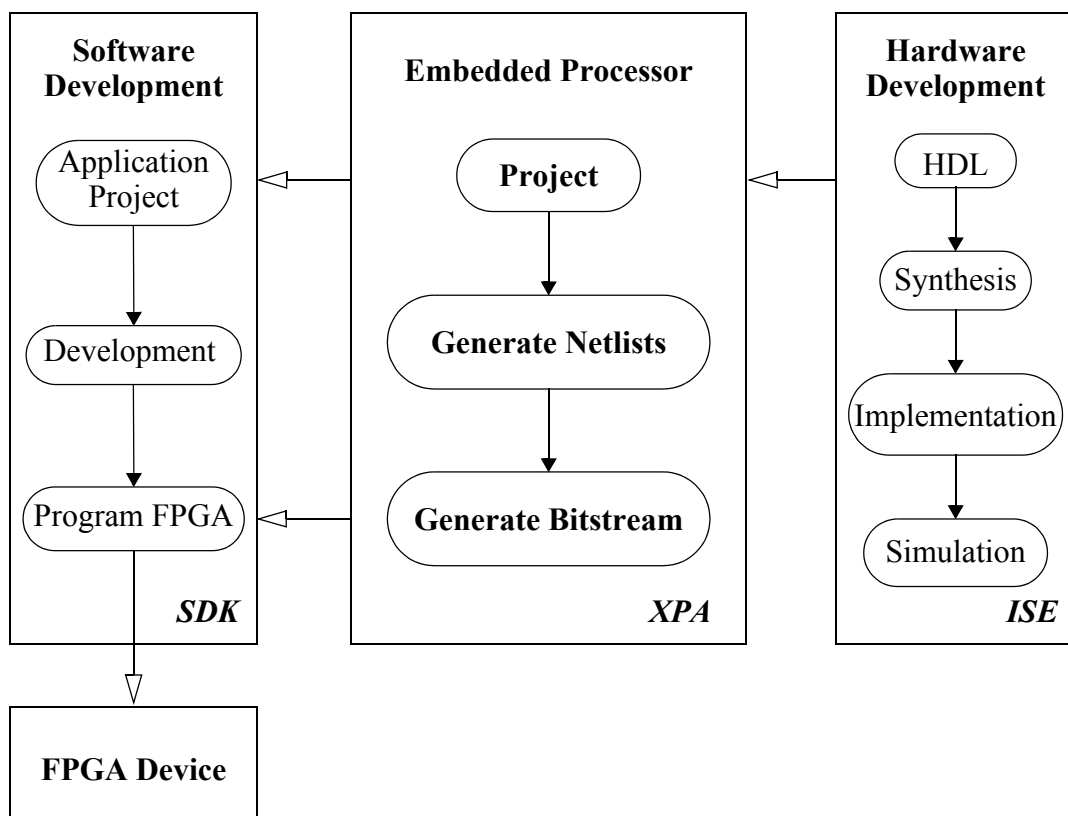 Software
Development
Application
Project
Development
Program FPGA
SDK
Embedded Processor
Project
Generate Netlists
Generate Bitstream
XPA
Hardware
Development
HDL
Synthesis
Implementation
Simulation
ISE
FPGA Device